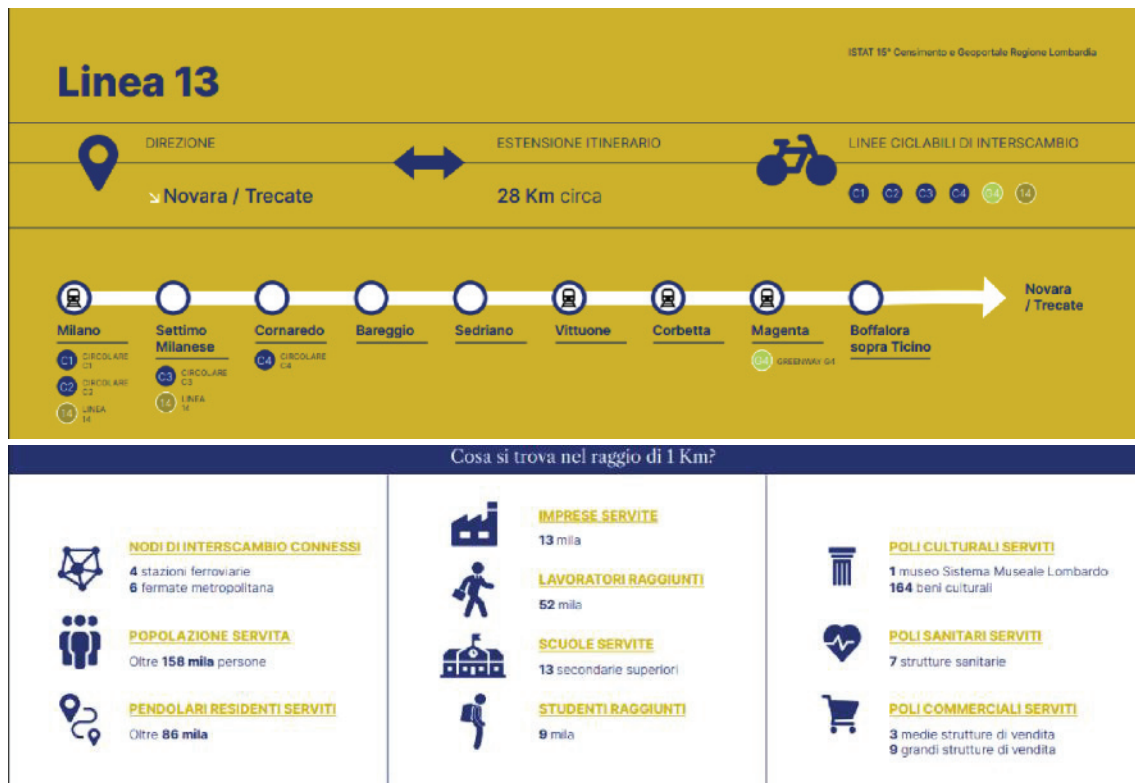 ISTAT 15° Censimento e Geoportale Regione Lombardia
Linea 13
DIREZIONE
Novara / Trecate
ESTENSIONE ITINERARIO
28 Km circa
LINEE CICLABILI DI INTERSCAMBIO
C1 C2 C3 C4 G4 14
Milano
C1 CIRCOLARE
C1
C2 CIRCOLARE
C2
14 LINEA
14
Settimo
Milanese
C3 CIRCOLARE
C3
14 LINEA
14
Cornaredo
C4 CIRCOLARE
C4
Bareggio
Sedriano
Vittuone
Corbetta
Magenta
G4 GREENWAY G4
Boffalora
sopra Ticino
Novara
/ Trecate
Cosa si trova nel raggio di 1 Km?
NODI DI INTERSCAMBIO CONNESSI
4 stazioni ferroviarie
6 fermate metropolitana
POPOLAZIONE SERVITA
Oltre 158 mila persone
PENDOLARI RESIDENTI SERVITI
Oltre 86 mila
IMPRESE SERVITE
13 mila
LAVORATORI RAGGIUNTI
52 mila
SCUOLE SERVITE
13 secondarie superiori
STUDENTI RAGGIUNTI
9 mila
POLI CULTURALI SERVITI
1 museo Sistema Museale Lombardo
164 beni culturali
POLI SANITARI SERVITI
7 strutture sanitarie
POLI COMMERCIALI SERVITI
3 medie strutture di vendita
9 grandi strutture di vendita